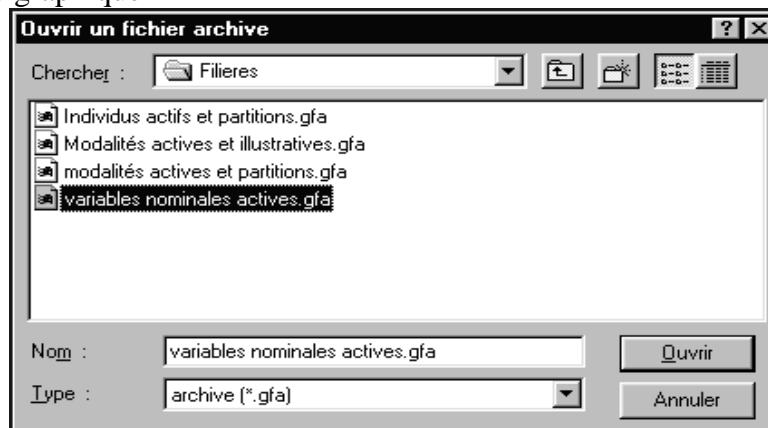 Ouvrir un fichier archive
Chercher :
Filieres
Individus actifs et partitions.gfa
Modalités actives et illustratives.gfa
modalités actives et partitions.gfa
variables nominales actives.gfa
Nom :
variables nominales actives.gfa
Ouvrir
Type :
archive (*.gfa)
Annuler